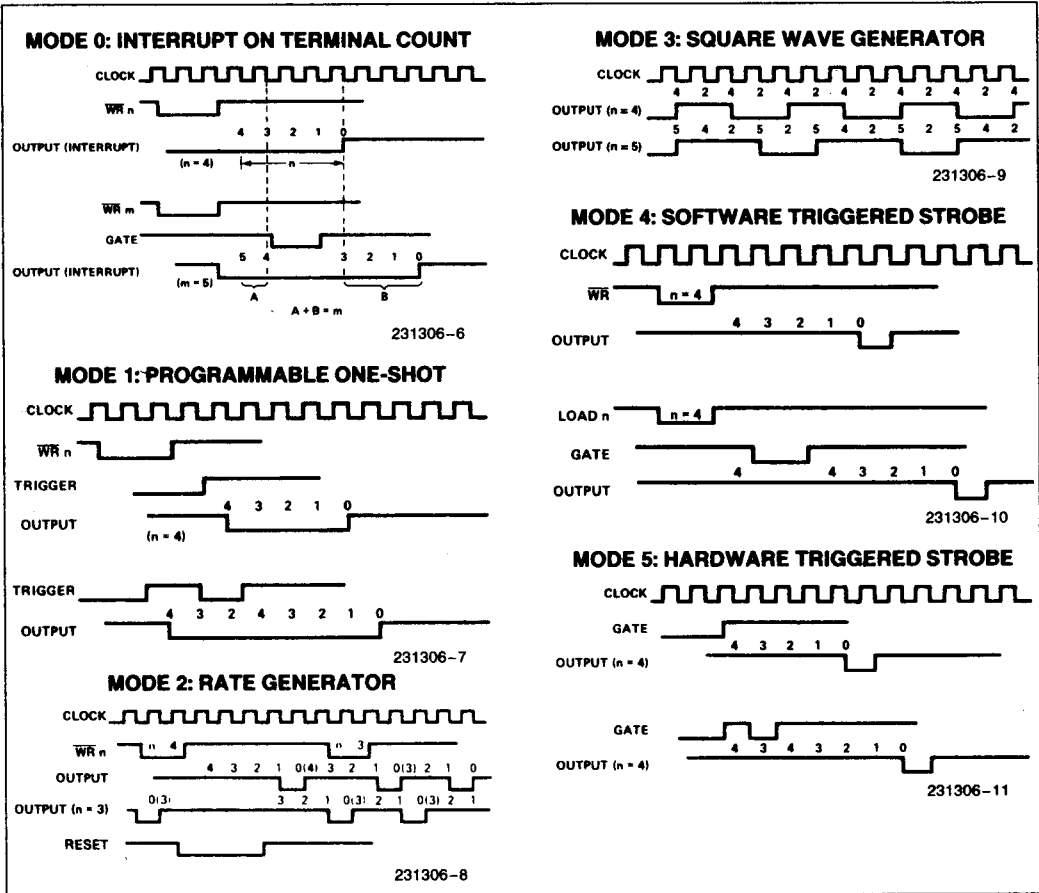 MODE 0: INTERRUPT ON TERMINAL COUNT
CLOCK
WR n
4 3 2 1 0
OUTPUT (INTERRUPT)
(n = 4)
n
WR m
GATE
5 4 3 2 1 0
OUTPUT (INTERRUPT)
(m = 5)
A B
A + B = m
231306-6
MODE 1: PROGRAMMABLE ONE-SHOT
CLOCK
WR n
TRIGGER
4 3 2 1 0
OUTPUT
(n = 4)
TRIGGER
4 3 2 4 3 2 1 0
OUTPUT
231306-7
MODE 2: RATE GENERATOR
CLOCK
WR n
n 4 n 3
4 3 2 1 0(4) 3 2 1 0(3) 2 1 0
OUTPUT
0(3) 3 2 1 0(3) 2 1 0(3) 2 1
OUTPUT (n = 3)
RESET
231306-8
MODE 3: SQUARE WAVE GENERATOR
CLOCK
4 2 4 2 4 2 4 2 4 2 4 2 4
OUTPUT (n = 4)
5 4 2 5 2 5 4 2 5 2 5 4 2
OUTPUT (n = 5)
231306-9
MODE 4: SOFTWARE TRIGGERED STROBE
CLOCK
WR n = 4
4 3 2 1 0
OUTPUT
LOAD n n = 4
GATE
4 4 3 2 1 0
OUTPUT
231306-10
MODE 5: HARDWARE TRIGGERED STROBE
CLOCK
GATE
4 3 2 1 0
OUTPUT (n = 4)
GATE
4 3 4 3 2 1 0
OUTPUT (n = 4)
231306-11